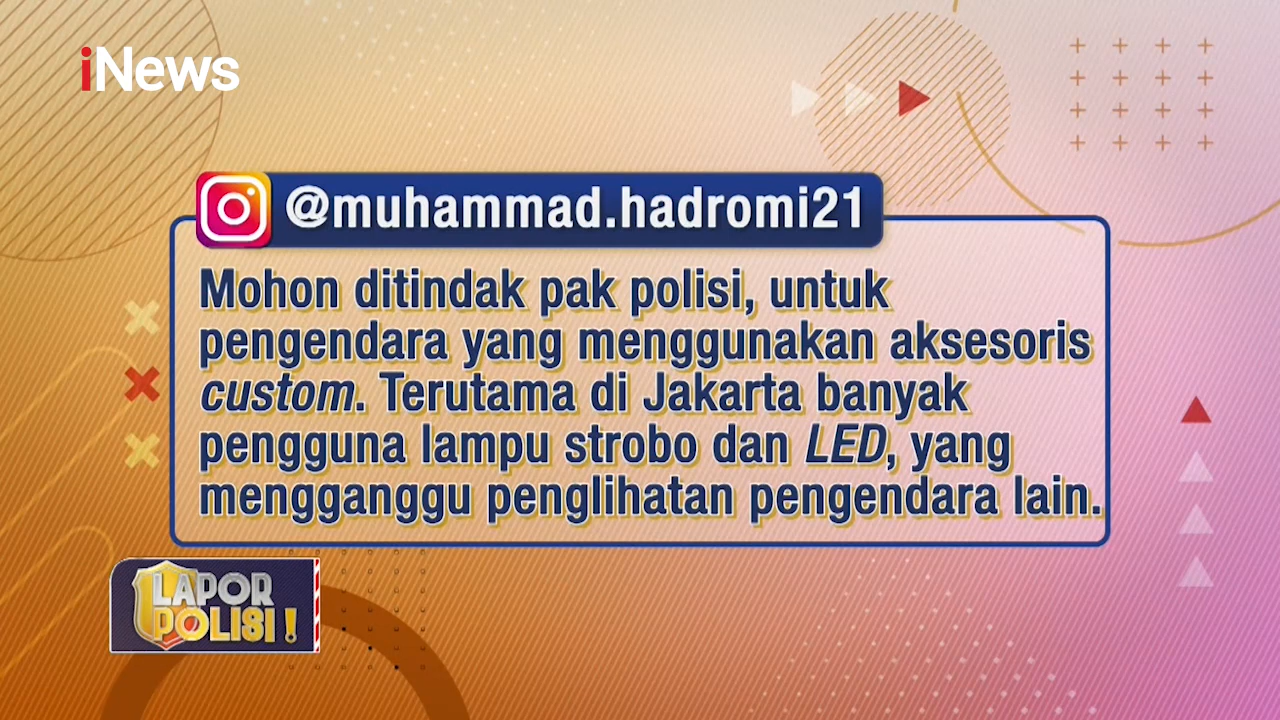 iNews
@muhammad.hadromi21
Mohon ditindak pak polisi, untuk
pengendara yang menggunakan aksesoris
custom. Terutama di Jakarta banyak
pengguna lampu strobo dan LED, yang
mengganggu penglihatan pengendara lain.
LAPOR
POLISI !